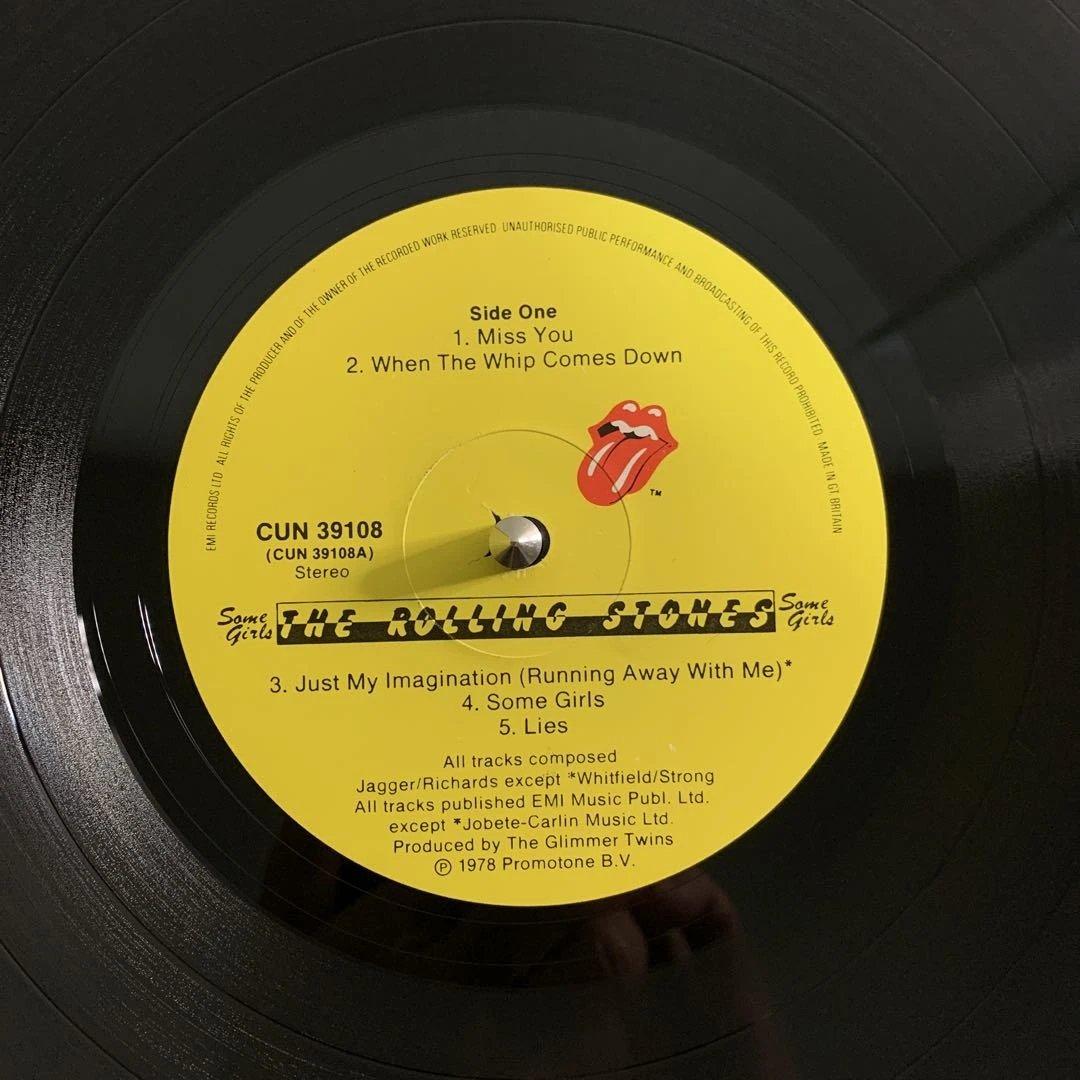 EMI RECORDS LTD ALL RIGHTS OF THE PRODUCER AND OF THE OWNER OF THE RECORDED WORK RESERVED UNAUTHORISED PUBLIC PERFORMANCE AND BROADCASTING OF THIS RECORD PROHIBITED. MADE IN GT BRITAIN
Side One
1. Miss You
2. When The Whip Comes Down
TM
CUN 39108
(CUN 39108A)
Stereo
Some Girls
THE ROLLING STONES
Some Girls
3. Just My Imagination (Running Away With Me)*
4. Some Girls
5. Lies
All tracks composed
Jagger/Richards except *Whitfield/Strong
All tracks published EMI Music Publ. Ltd.
except *Jobete-Carlin Music Ltd.
Produced by The Glimmer Twins
℗ 1978 Promotone B.V.